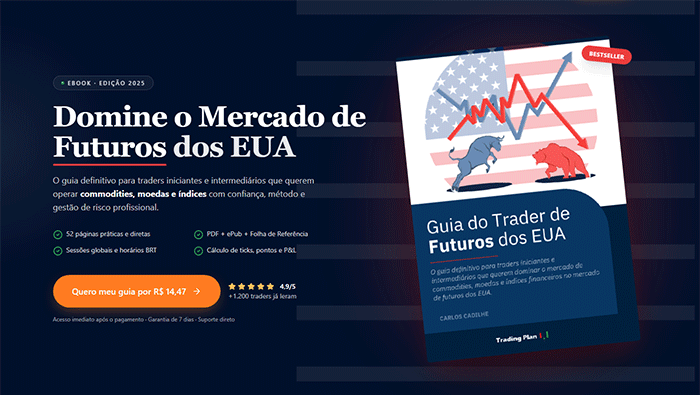 EBOOK · EDIÇÃO 2025
Domine o Mercado de
Futuros dos EUA
O guia definitivo para traders iniciantes e intermediários que querem
operar commodities, moedas e índices com confiança, método e
gestão de risco profissional.
52 páginas práticas e diretas
PDF + ePub + Folha de Referência
Sessões globais e horários BRT
Cálculo de ticks, pontos e P&L
Quero meu guia por R$ 14,47 →
4.9/5
+1.200 traders já leram
Acesso imediato após o pagamento · Garantia de 7 dias · Suporte direto
BESTSELLER
Guia do Trader de
Futuros dos EUA
O guia definitivo para traders iniciantes e
intermediários que querem dominar o mercado de
commodities, moedas e índices financeiros no mercado
de futuros dos EUA.
CARLOS CADILHE
Trading Plan